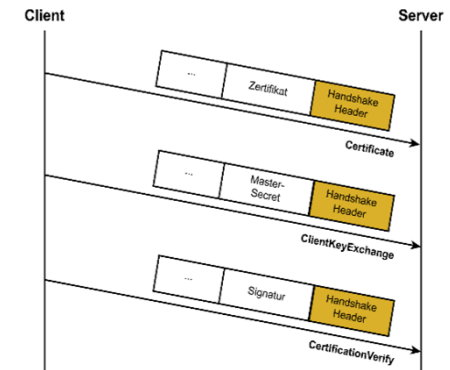 Client
Server
...
Zertifikat
Handshake
Header
Certificate
...
Master-
Secret
Handshake
Header
ClientKeyExchange
...
Signatur
Handshake
Header
CertificationVerify